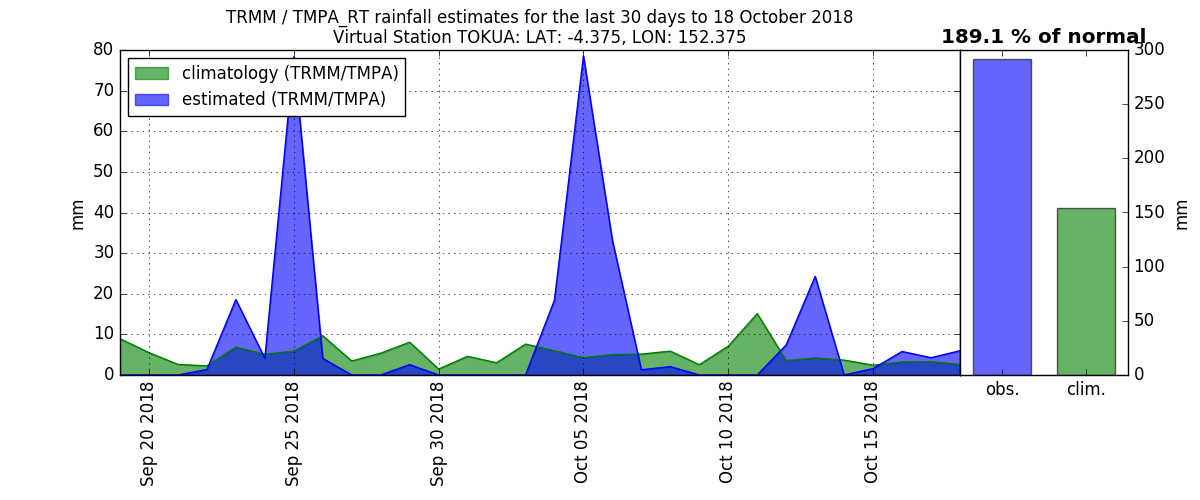 TRMM / TMPA_RT rainfall estimates for the last 30 days to 18 October 2018
Virtual Station TOKUA: LAT: -4.375, LON: 152.375
189.1 % of normal
climatology (TRMM/TMPA)
estimated (TRMM/TMPA)
80
70
60
50
40
30
20
10
0
mm
Sep 20 2018
Sep 25 2018
Sep 30 2018
Oct 05 2018
Oct 10 2018
Oct 15 2018
300
250
200
150
100
50
0
mm
obs.
clim.